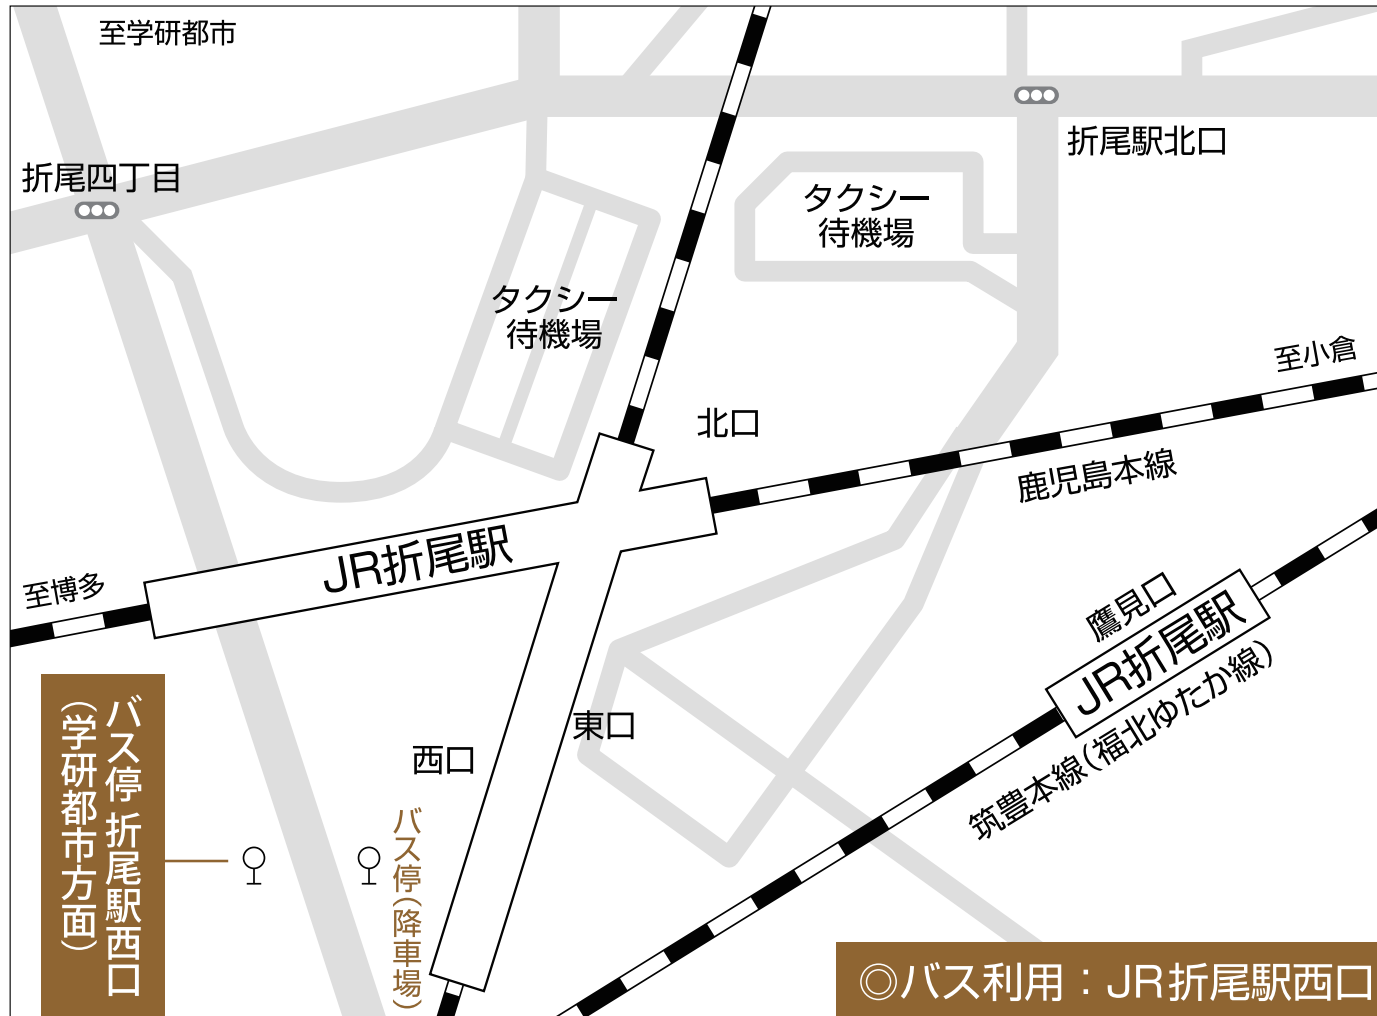 至学研都市
折尾四丁目
折尾駅北口
タクシー
待機場
タクシー
待機場
至小倉
北口
鹿児島本線
JR折尾駅
至博多
鷹見口
JR折尾駅
筑豊本線(福北ゆたか線)
東口
西口
バス停 折尾駅西口
(学研都市方面)
バス停(降車場)
◎バス利用：JR折尾駅西口